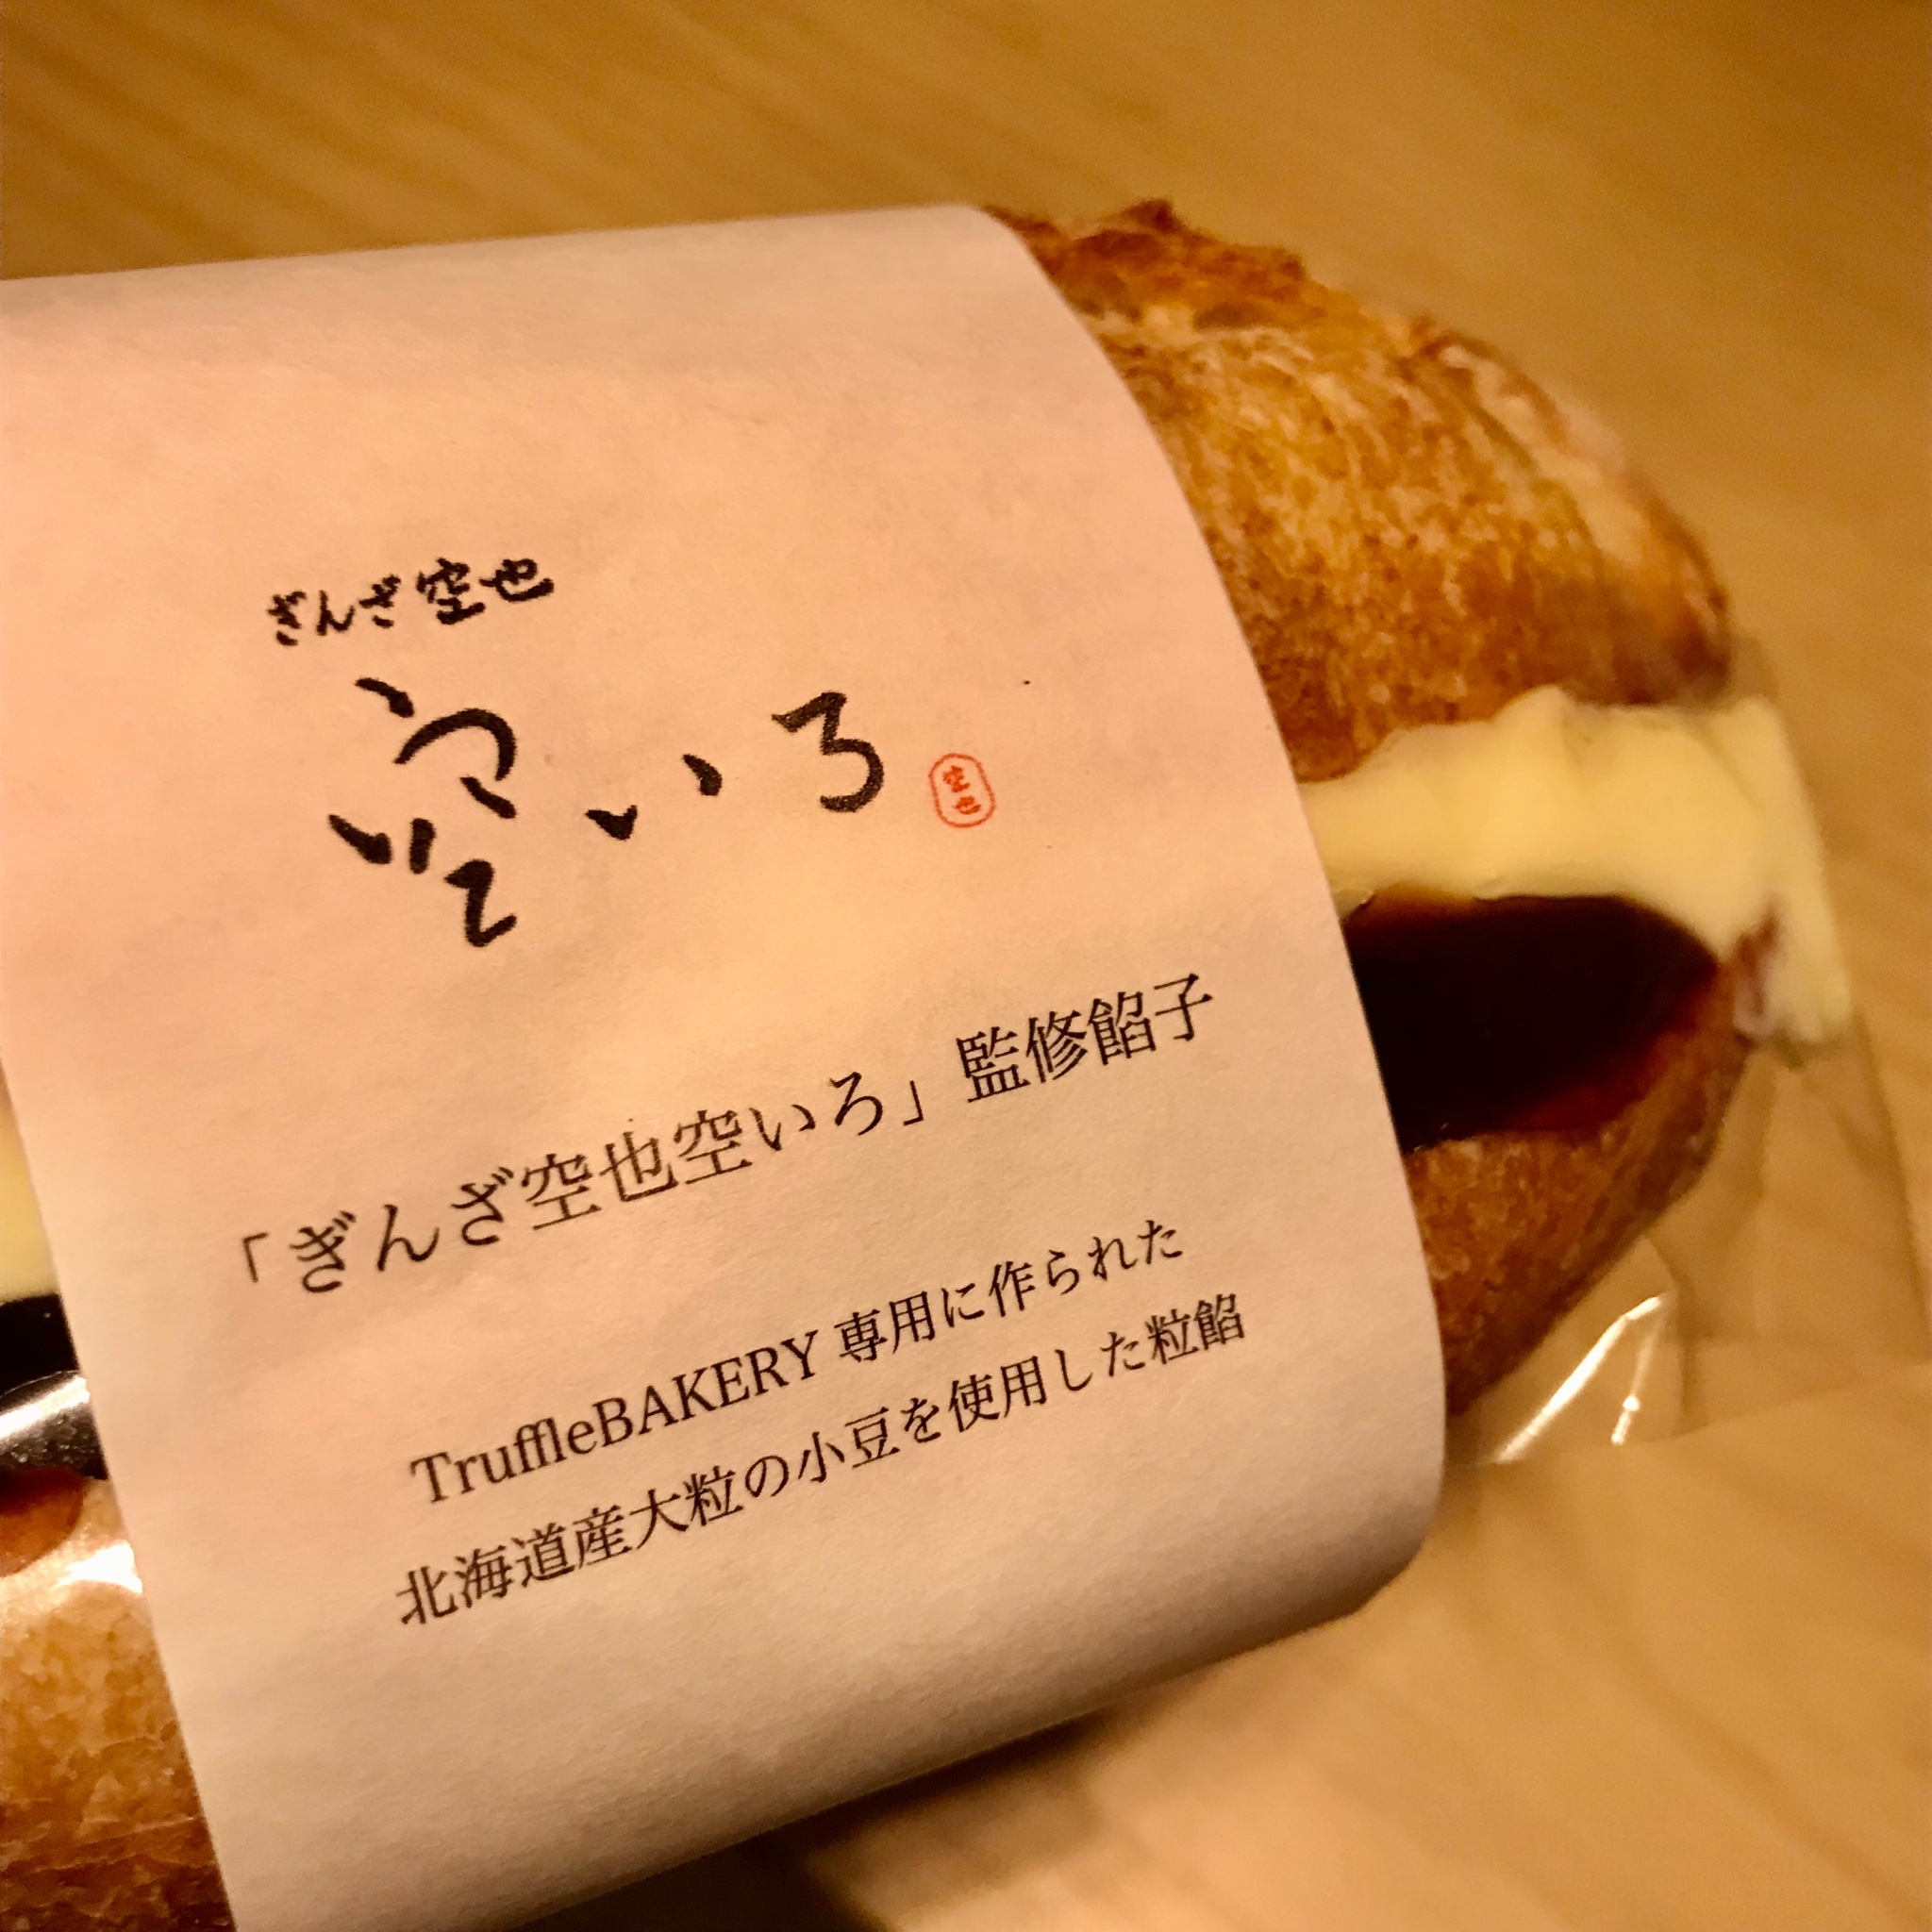 ぎんざ空也
空いろ
空也
「ぎんざ空也空いろ」監修餡子
TruffleBAKERY 専用に作られた
北海道産大粒の小豆を使用した粒餡